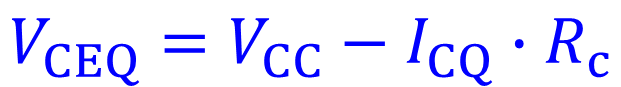 V_CEQ = V_CC − I_CQ · R_c